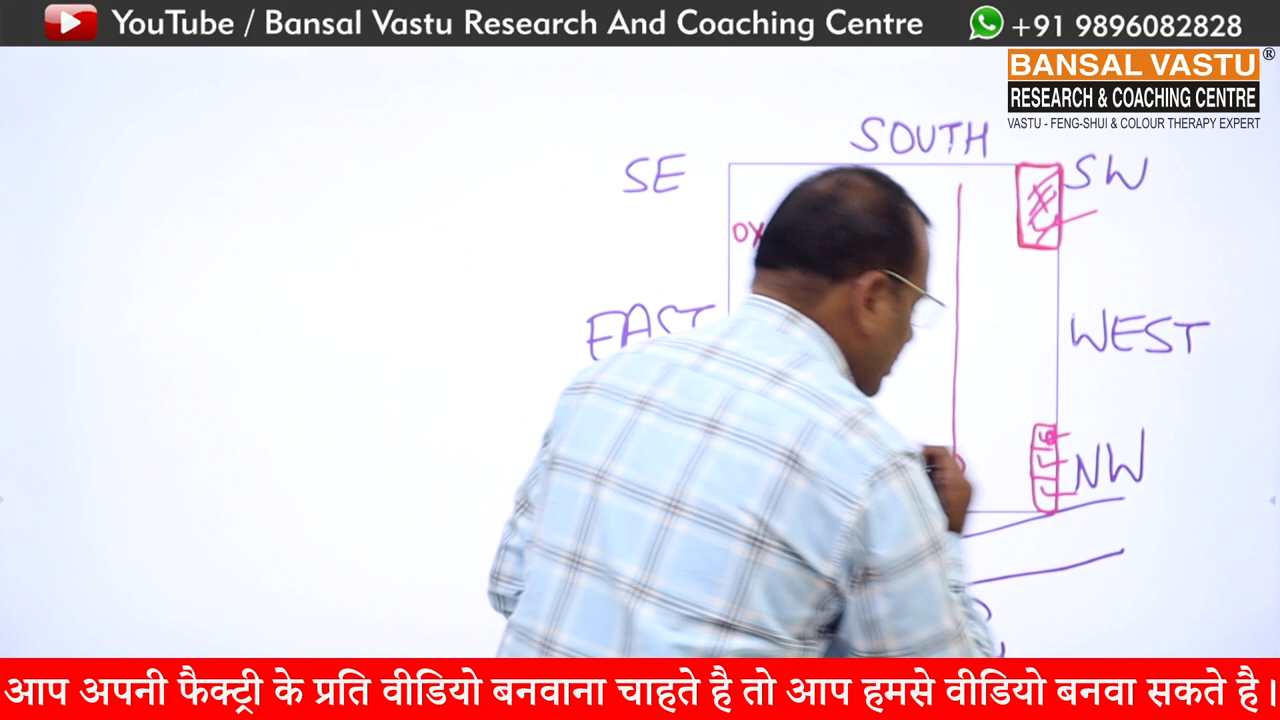 YouTube / Bansal Vastu Research And Coaching Centre
+91 9896082828
BANSAL VASTU®
RESEARCH & COACHING CENTRE
VASTU - FENG-SHUI & COLOUR THERAPY EXPERT
SOUTH
SE
SW
EAST
WEST
NW
आप अपनी फैक्ट्री के प्रति वीडियो बनवाना चाहते है तो आप हमसे वीडियो बनवा सकते है।